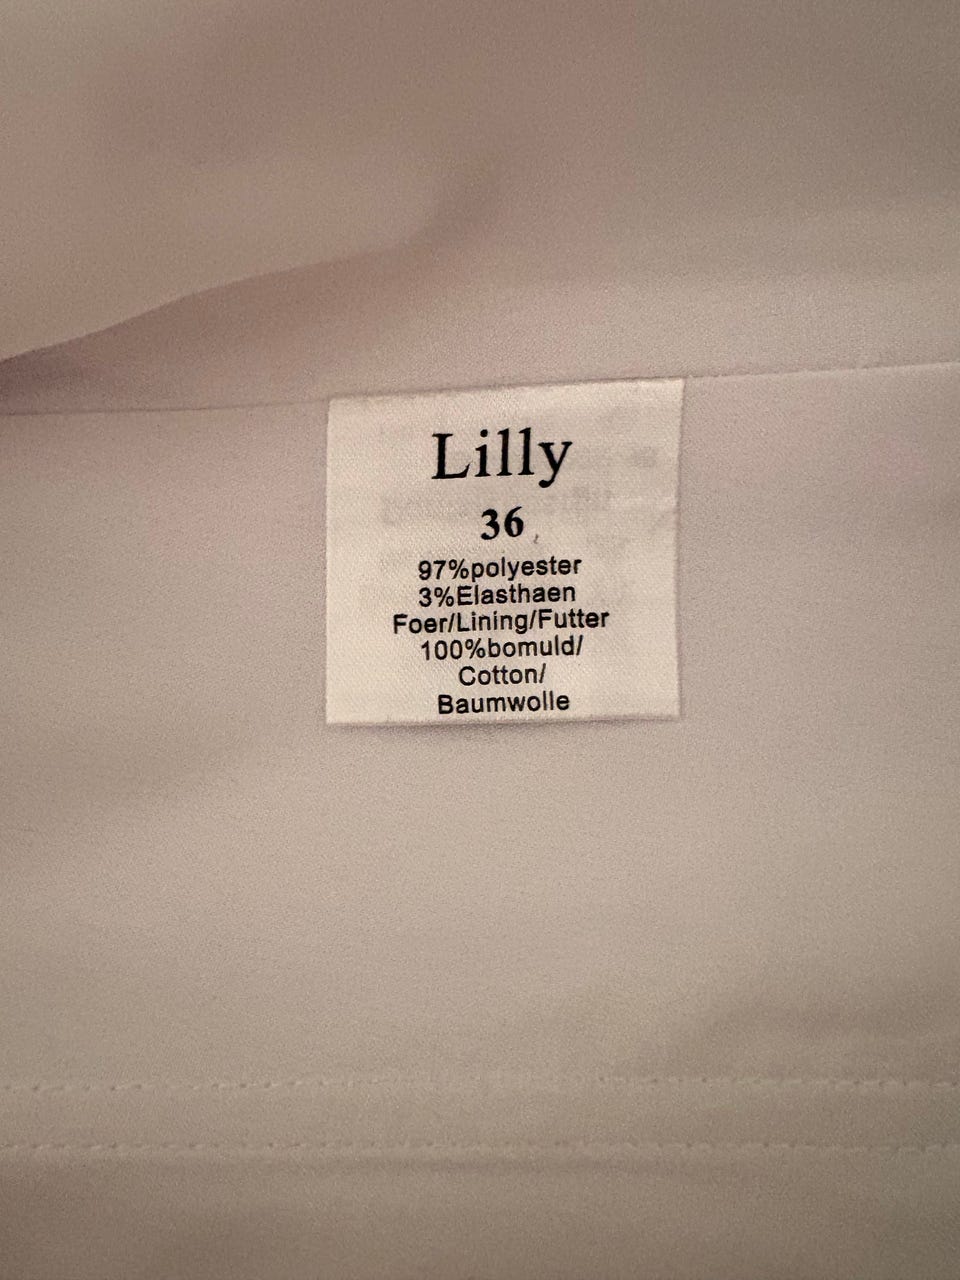 Lilly
36
97%polyester
3%Elasthaen
Foer/Lining/Futter
100%bomuld/
Cotton/
Baumwolle